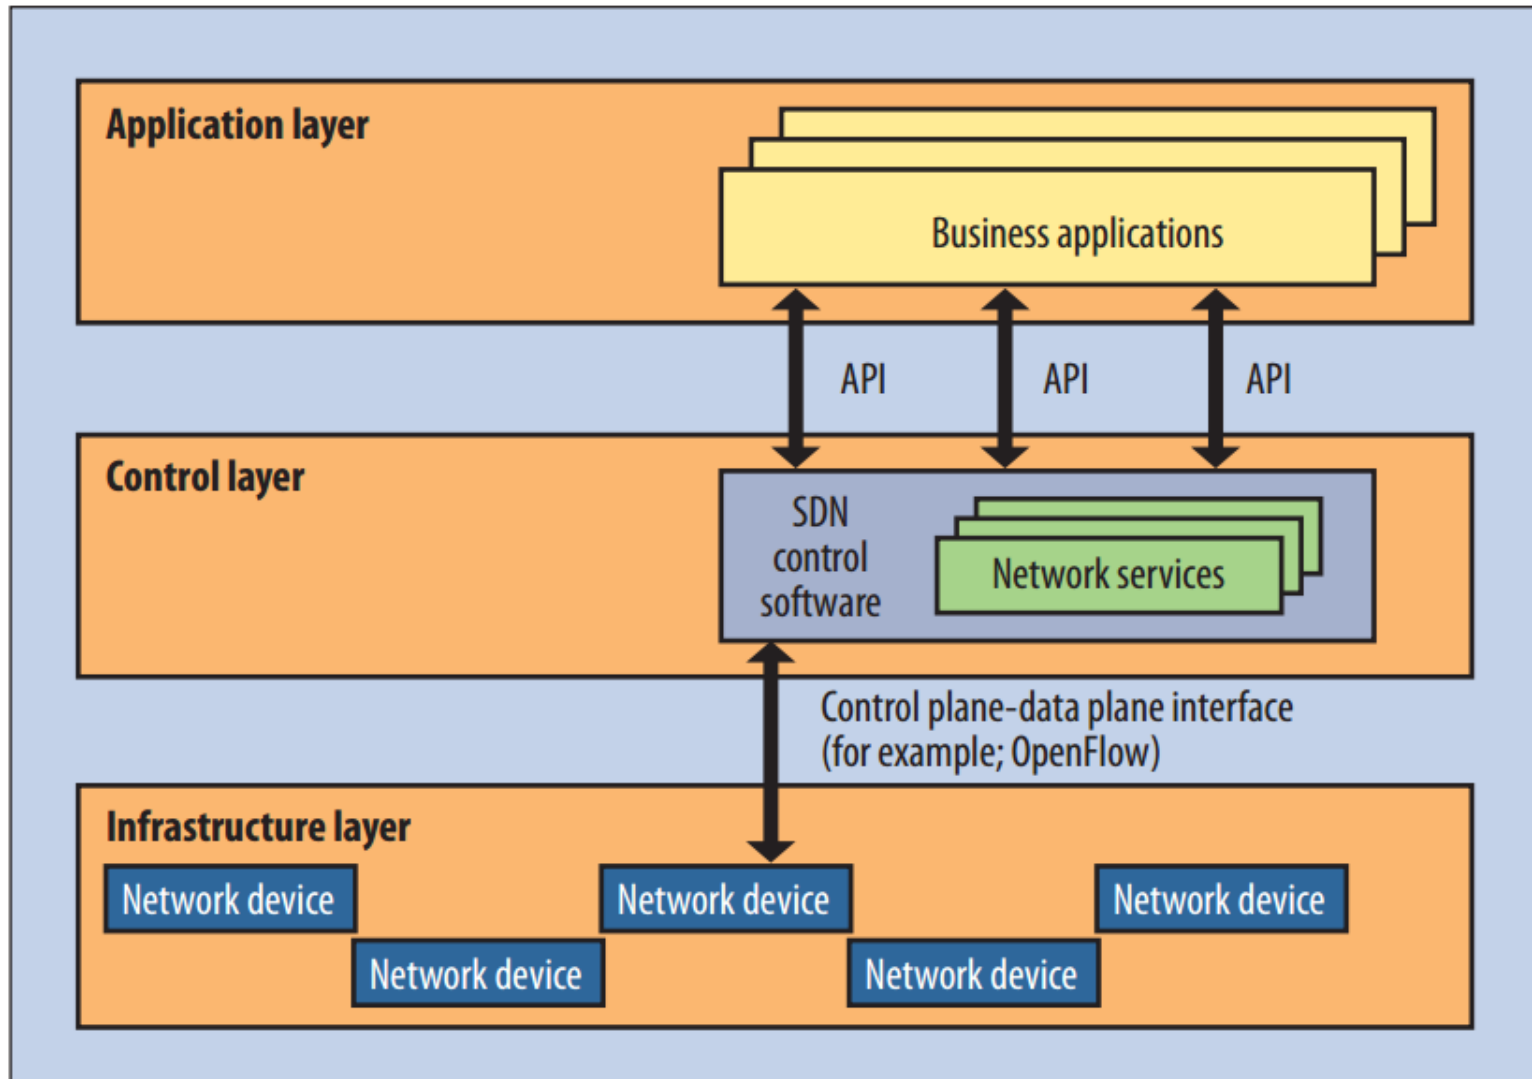 Application layer
Business applications
API
API
API
Control layer
SDN
control
software
Network services
Control plane-data plane interface
(for example; OpenFlow)
Infrastructure layer
Network device
Network device
Network device
Network device
Network device